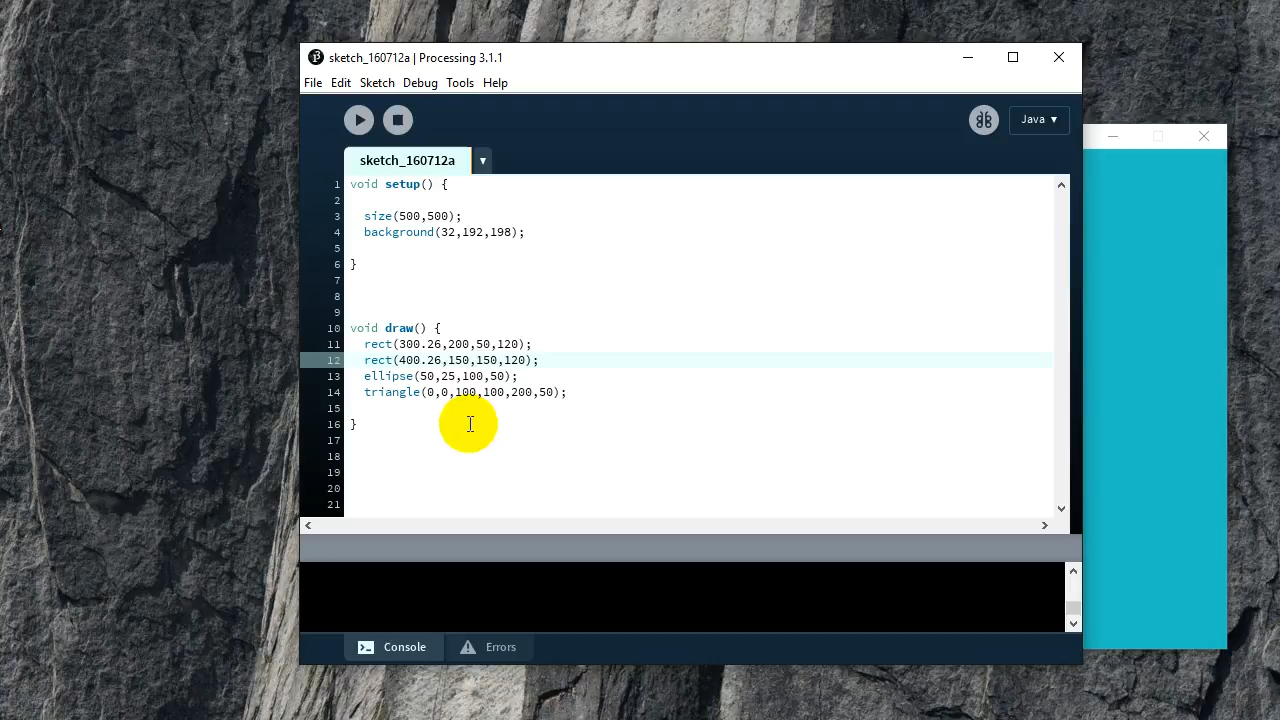 sketch_160712a | Processing 3.1.1
File Edit Sketch Debug Tools Help
Java ▾
sketch_160712a ▾
1 void setup() {
2
3 size(500,500);
4 background(32,192,198);
5
6 }
7
8
9
10 void draw() {
11 rect(300.26,200,50,120);
12 rect(400.26,150,150,120);
13 ellipse(50,25,100,50);
14 triangle(0,0,100,100,200,50);
15
16 }
17
18
19
20
21
Console Errors